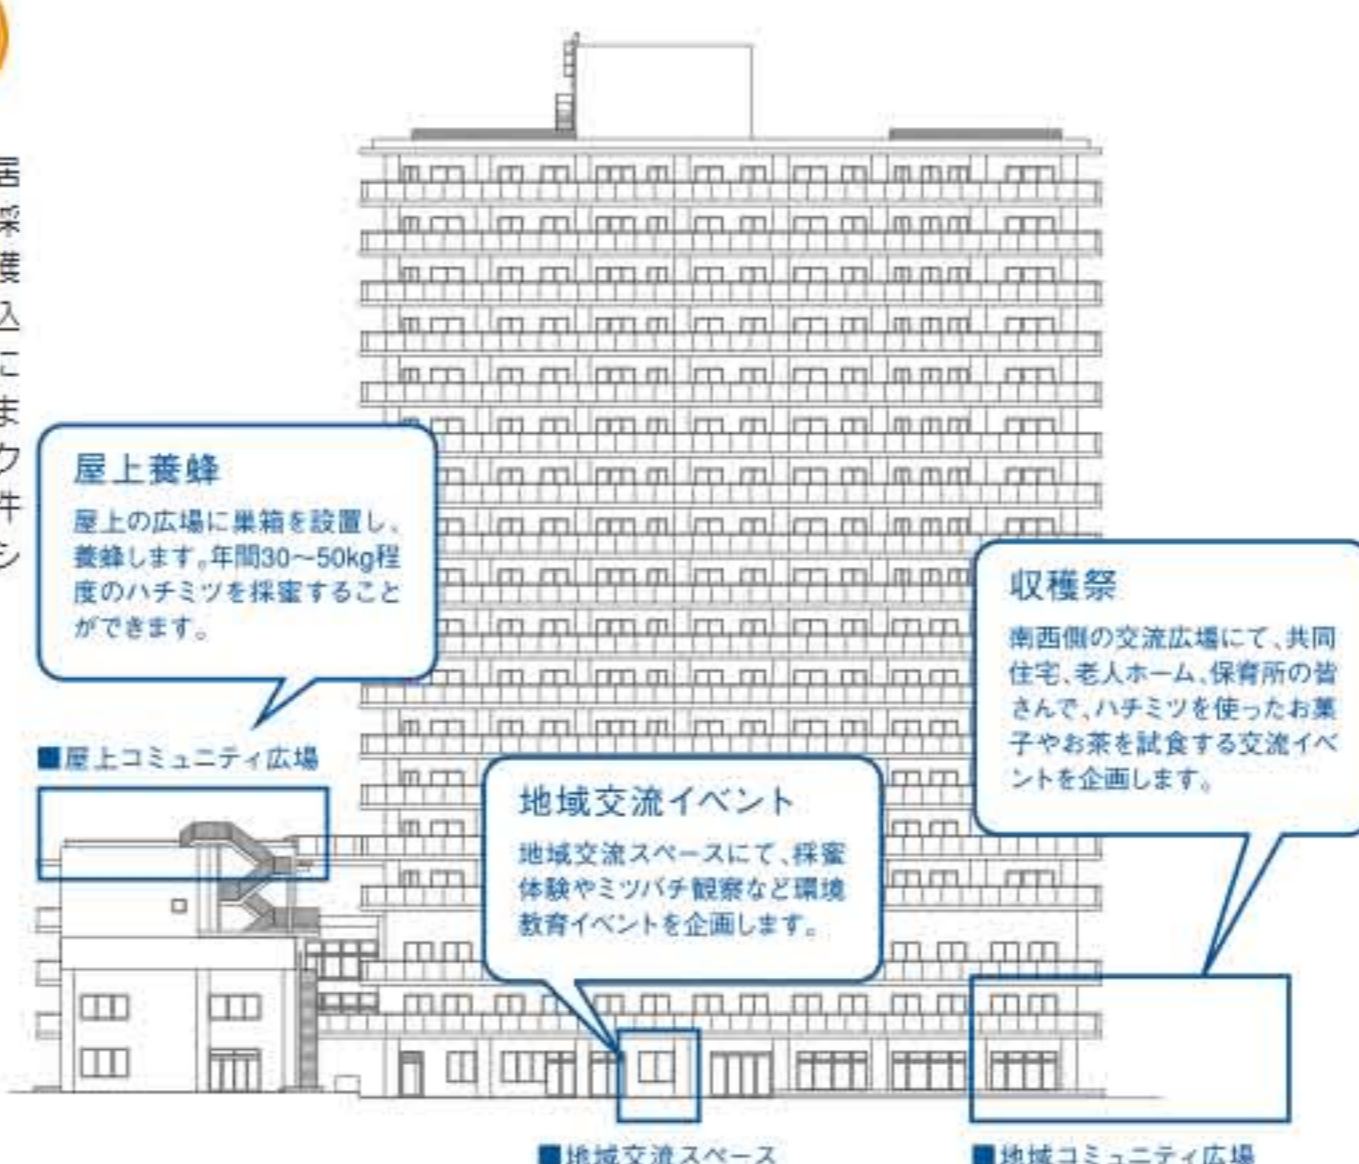 居
採
獲
込
に
ま
ク
件
シ
屋上養蜂
屋上の広場に巣箱を設置し、
養蜂します。年間30〜50kg程
度のハチミツを採蜜すること
ができます。
■屋上コミュニティ広場
地域交流イベント
地域交流スペースにて、採蜜
体験やミツバチ観察など環境
教育イベントを企画します。
収穫祭
南西側の交流広場にて、共同
住宅、老人ホーム、保育所の皆
さんで、ハチミツを使ったお菓
子やお茶を試食する交流イベ
ントを企画します。
■地域交流スペース
■地域コミュニティ広場